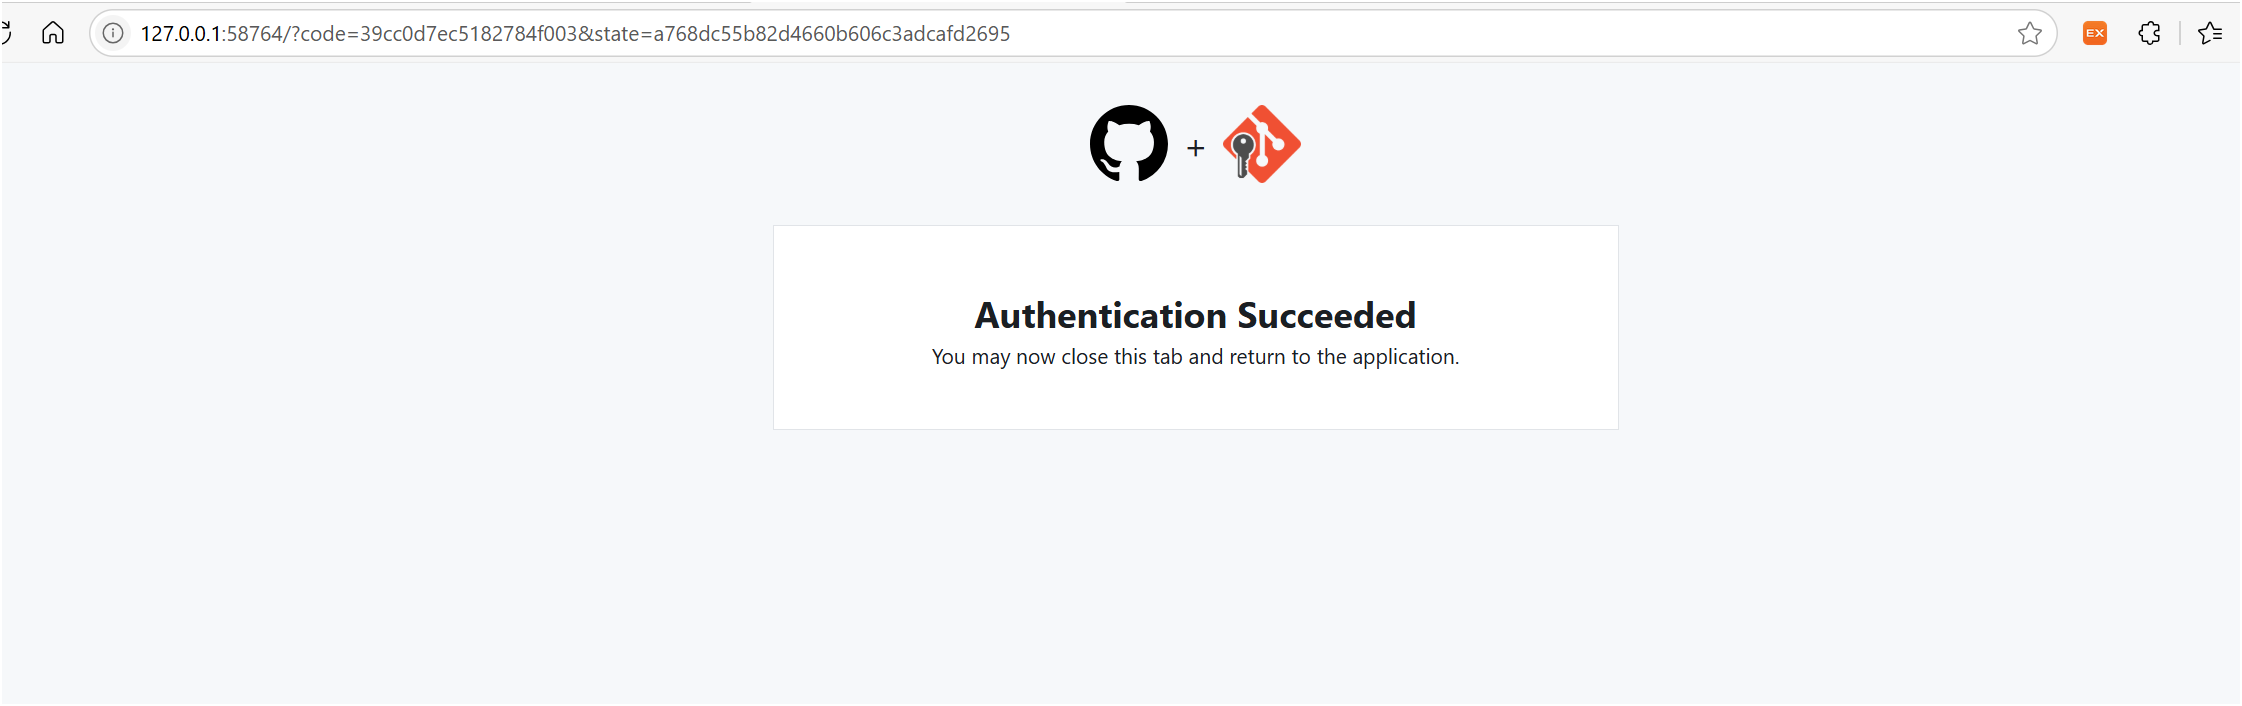 127.0.0.1:58764/?code=39cc0d7ec5182784f003&state=a768dc55b82d4660b606c3adcafd2695
EX
+
Authentication Succeeded
You may now close this tab and return to the application.